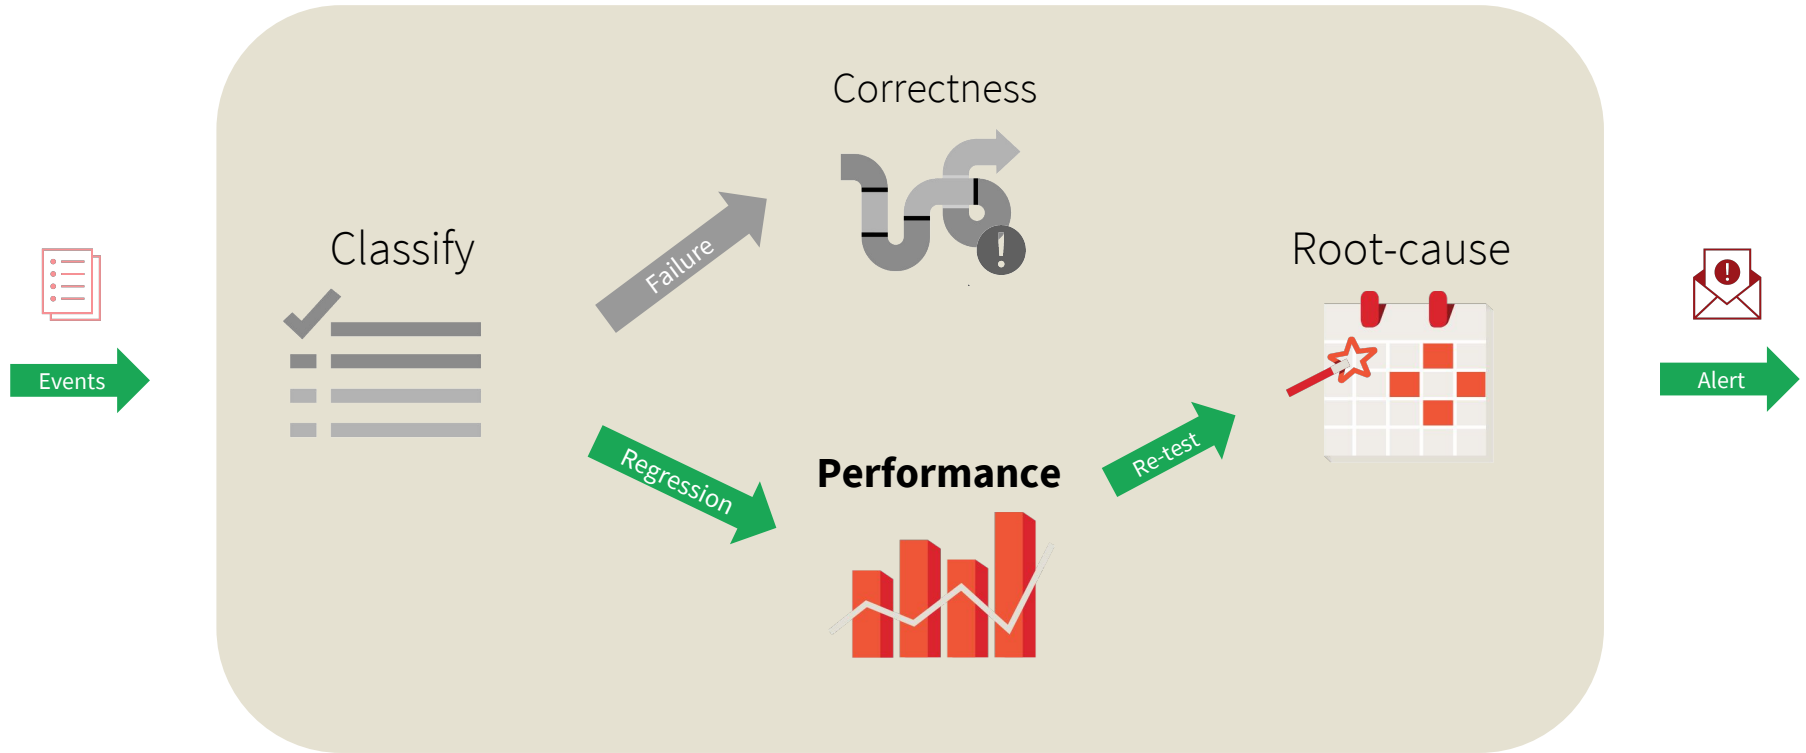 Correctness
Classify
Failure
Root-cause
Events
Alert
Regression
Performance
Re-test